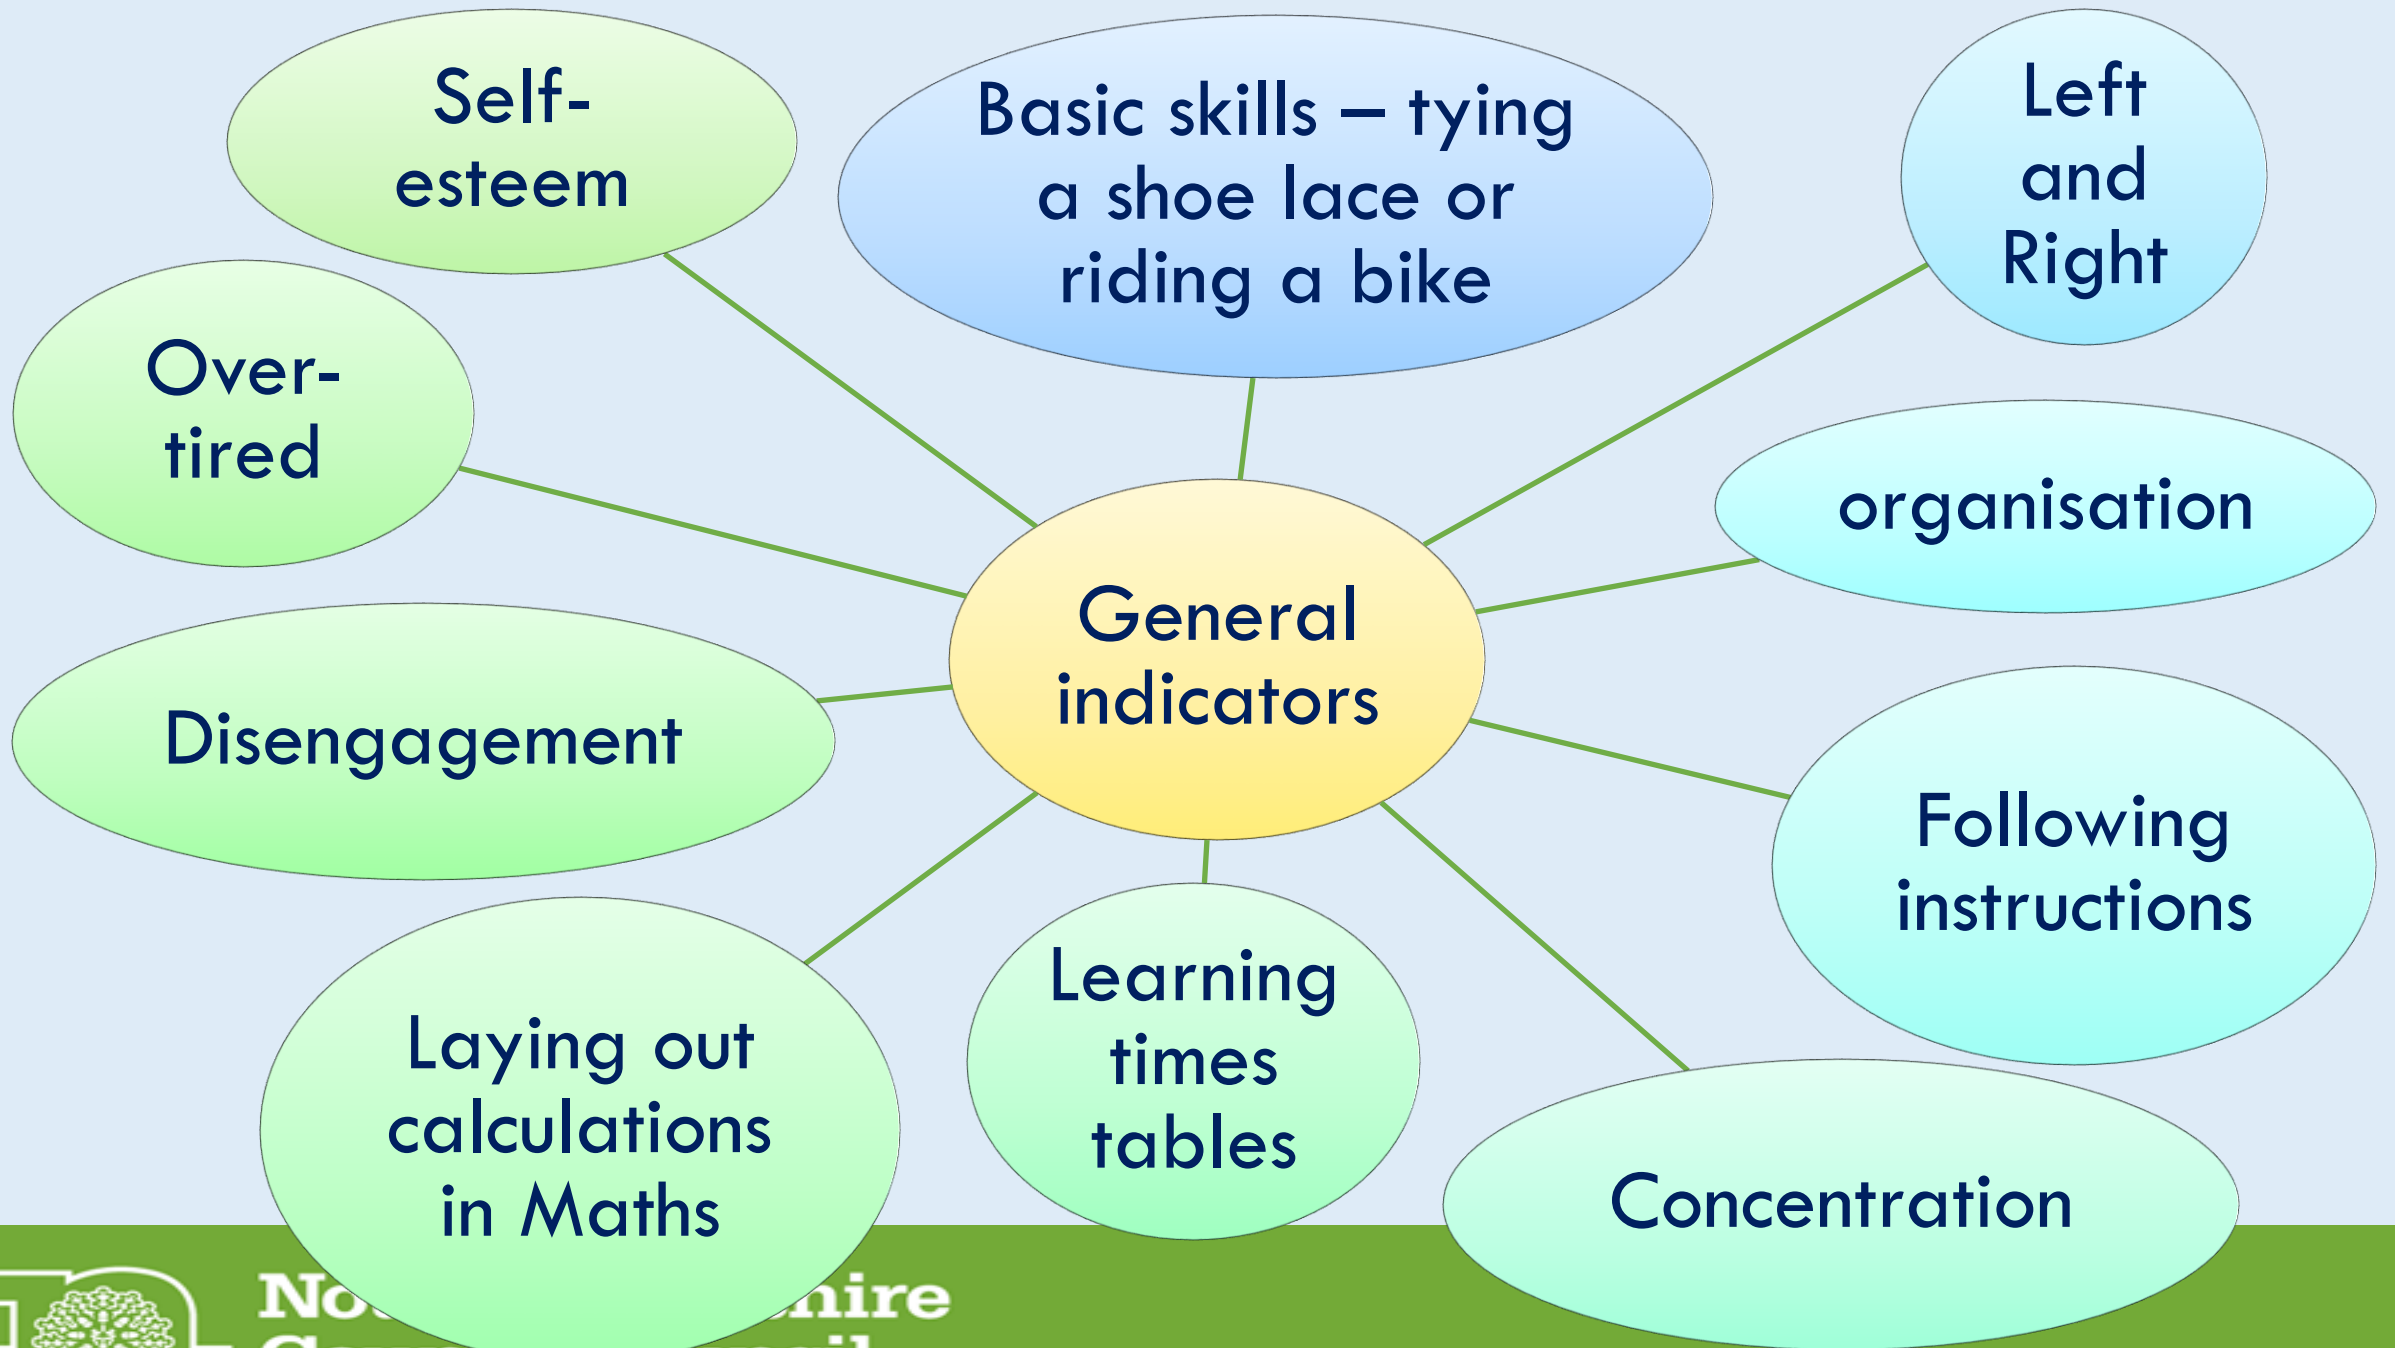 Self-
esteem
Basic skills – tying
a shoe lace or
riding a bike
Left
and
Right
Over-
tired
organisation
General
indicators
Disengagement
Following
instructions
Laying out
calculations
in Maths
Learning
times
tables
Concentration